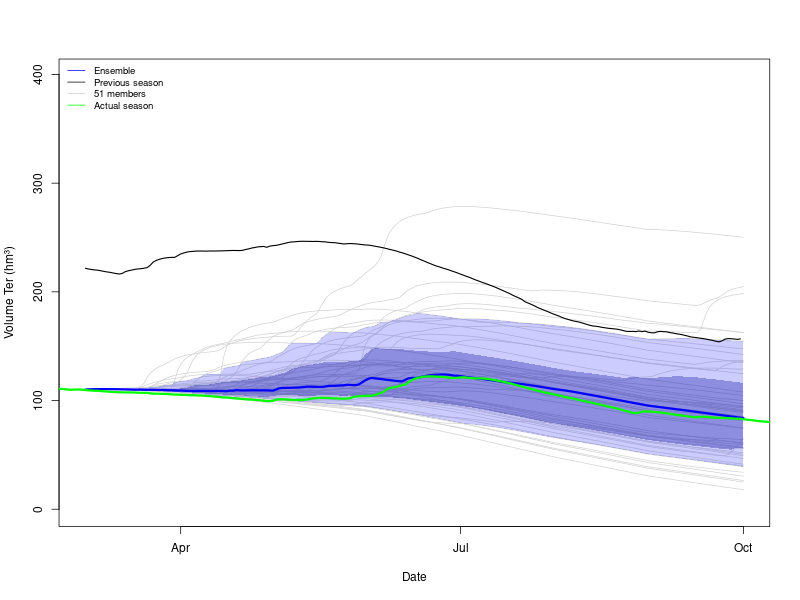 Ensemble
Previous season
51 members
Actual season
400
300
200
100
0
Volume Ter (hm³)
Apr
Jul
Oct
Date